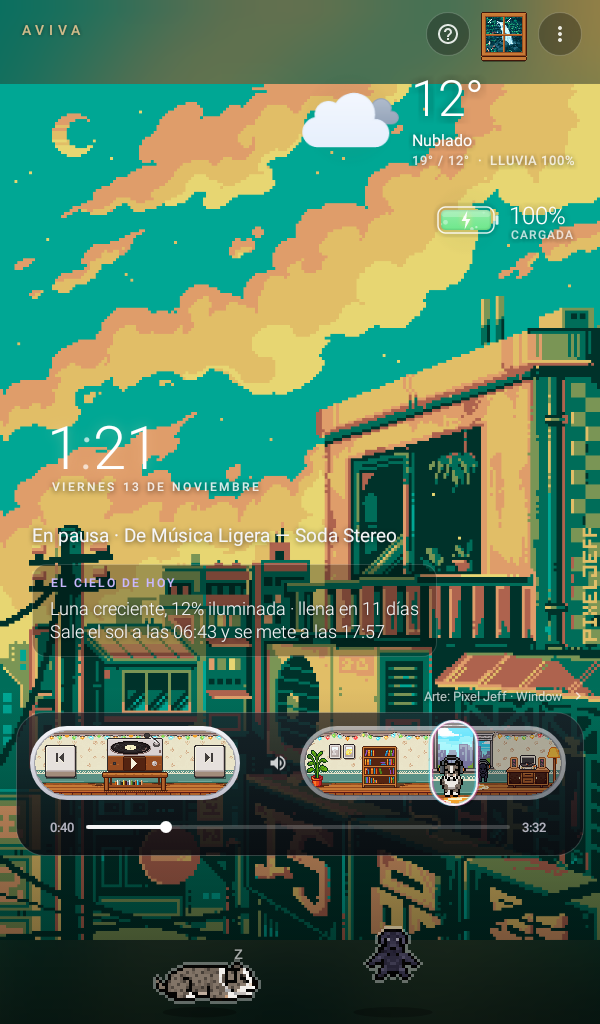 AVIVA
12°
Nublado
19° / 12° · LLUVIA 100%
100%
CARGADA
1:21
VIERNES 13 DE NOVIEMBRE
En pausa · De Música Ligera — Soda Stereo
EL CIELO DE HOY
Luna creciente, 12% iluminada · llena en 11 días
Sale el sol a las 06:43 y se mete a las 17:57
PIXELJEFF
Arte: Pixel Jeff · Window
0:40
3:32
z